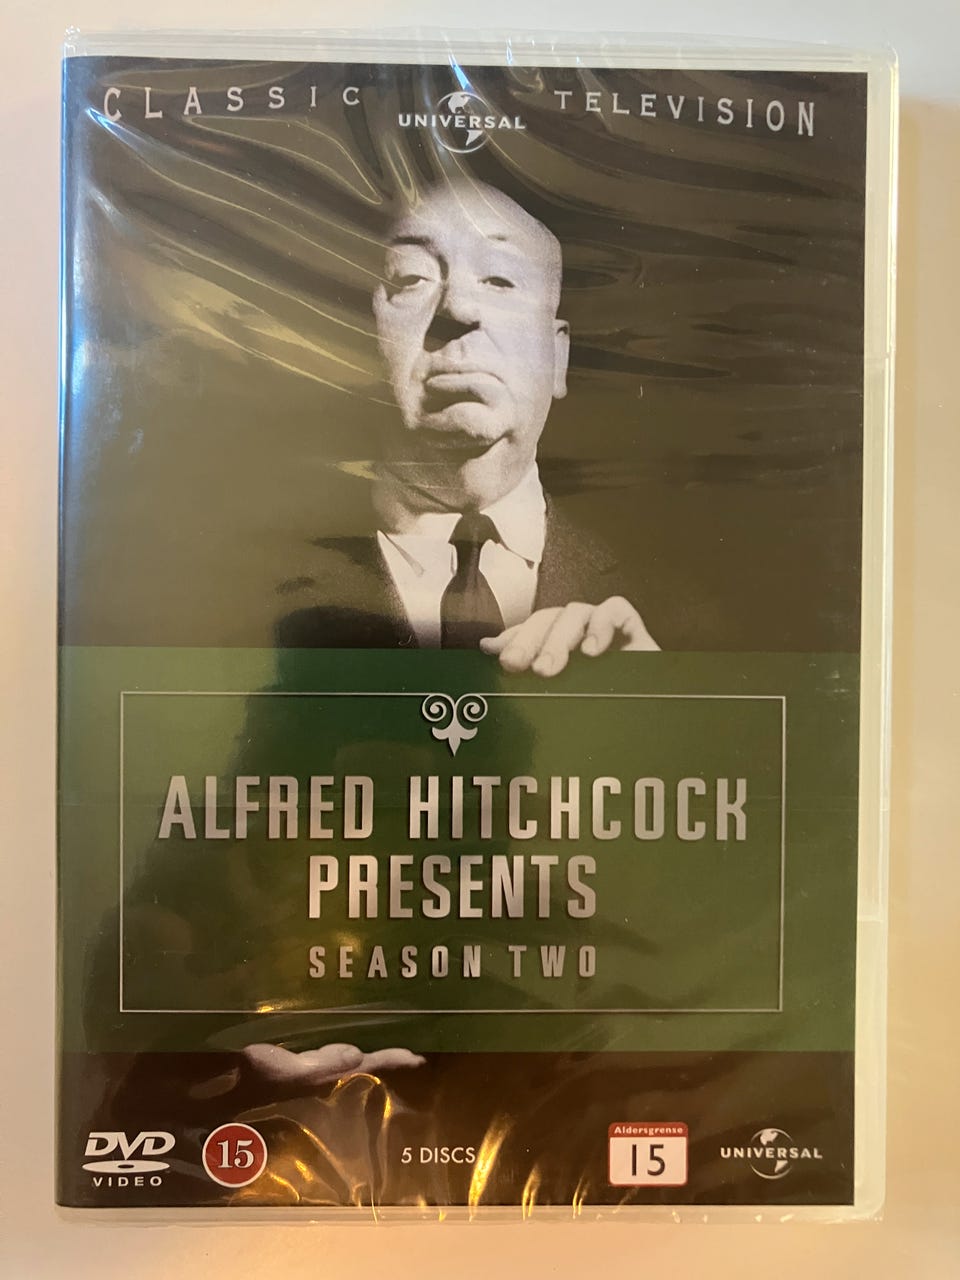 CLASSIC UNIVERSAL TELEVISION
ALFRED HITCHCOCK
PRESENTS
SEASON TWO
DVD
VIDEO
15
5 DISCS
Aldersgrense
15
UNIVERSAL